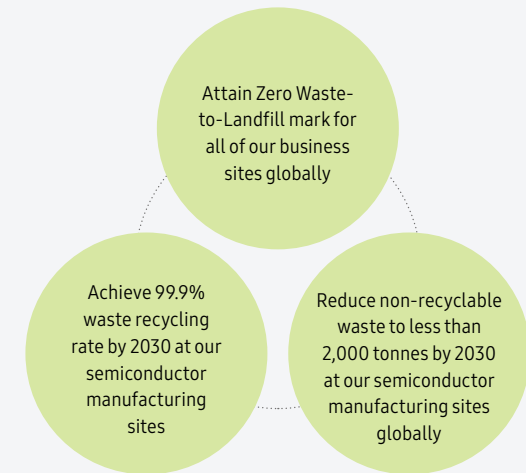 Attain Zero Waste-
to-Landfill mark for
all of our business
sites globally
Achieve 99.9%
waste recycling
rate by 2030 at our
semiconductor
manufacturing
sites
Reduce non-recyclable
waste to less than
2,000 tonnes by 2030
at our semiconductor
manufacturing sites
globally